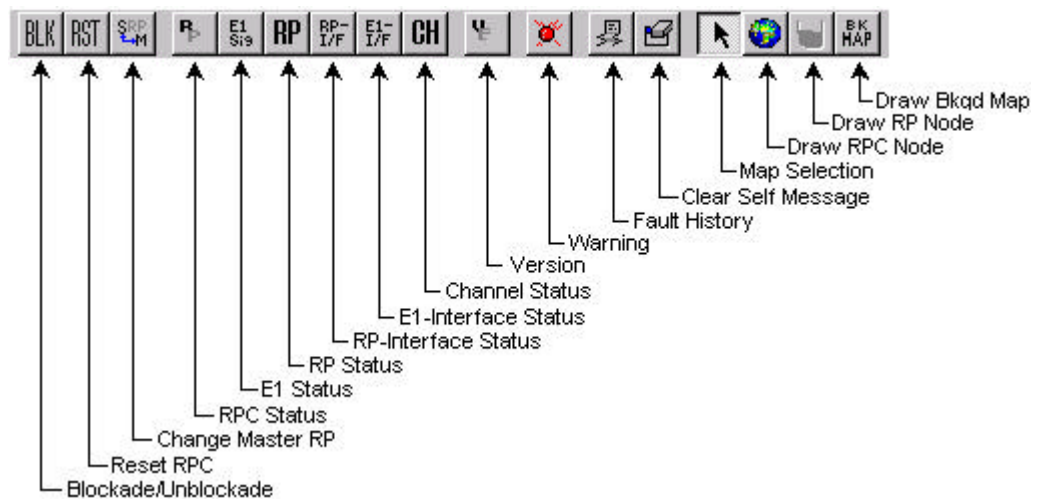 BLK RST SRP M E1 Sig RP RP- I/F E1- I/F CH BK MAP
Draw Bkqd Map
Draw RP Node
Draw RPC Node
Map Selection
Clear Self Message
Fault History
Warning
Version
Channel Status
E1-Interface Status
RP-Interface Status
RP Status
E1 Status
RPC Status
Change Master RP
Reset RPC
Blockade/Unblockade